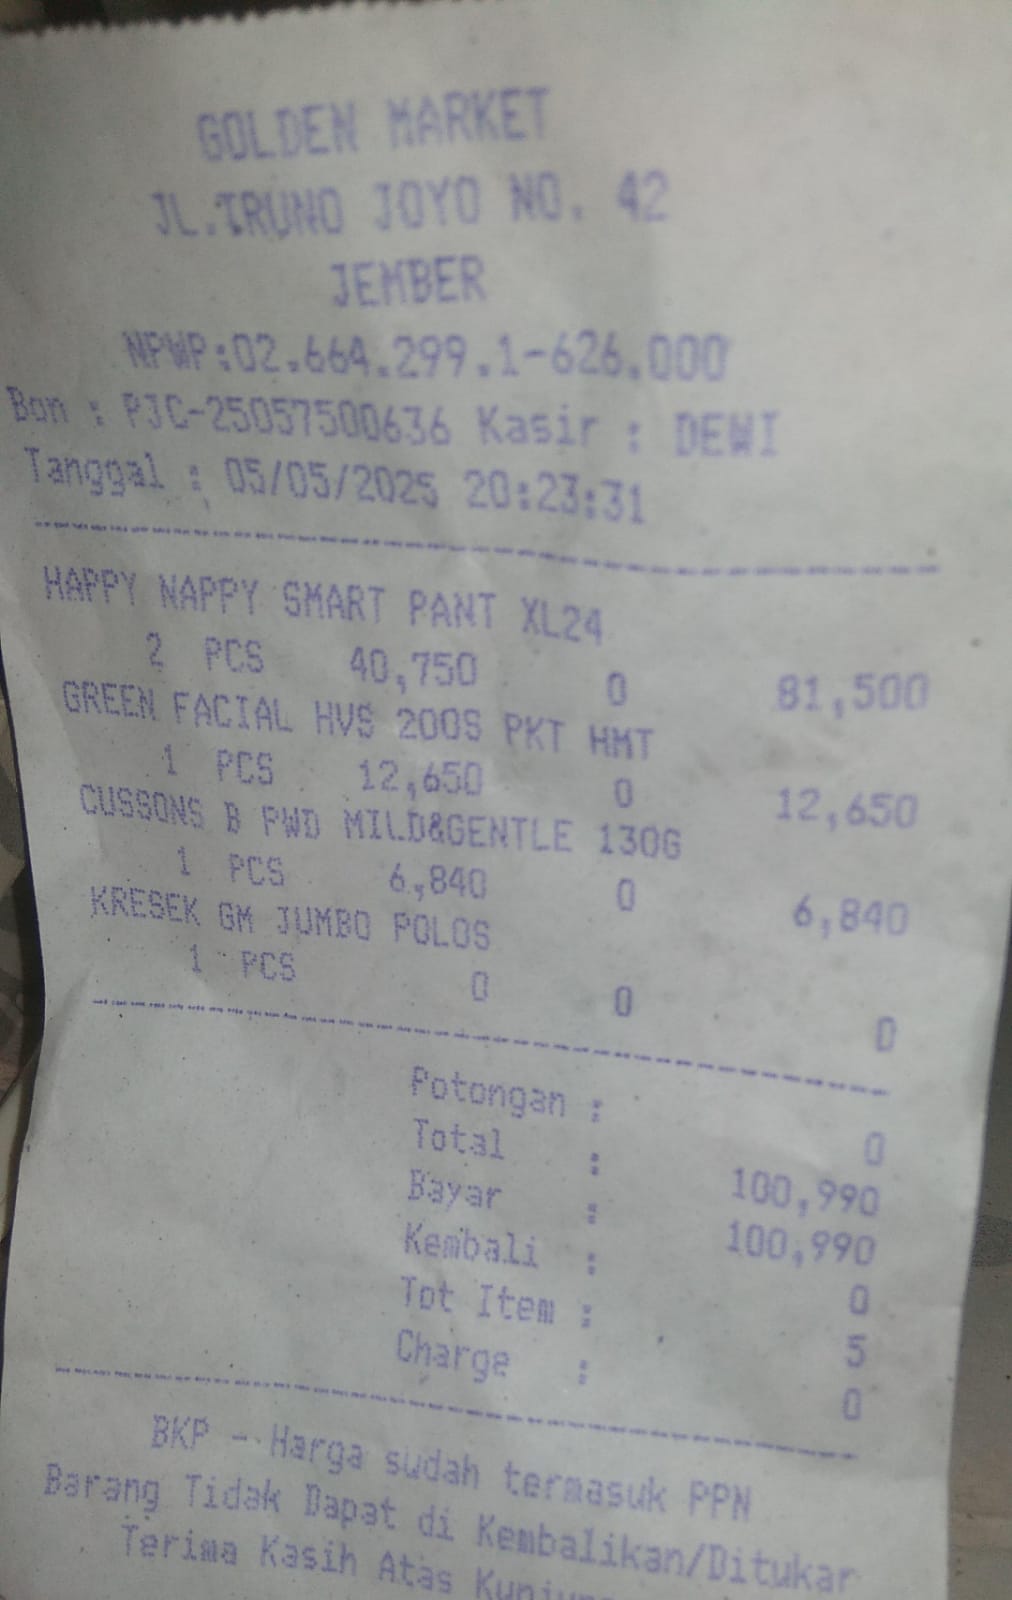 GOLDEN MARKET
JL.TRUNO JOYO NO. 42
JEMBER
NPWP:02.664.299.1-626.000
Bon : PJC-25057500636 Kasir : DEWI
Tanggal : 05/05/2025 20:23:31
HAPPY NAPPY SMART PANT XL24
2 PCS 40,750 0 81,500
GREEN FACIAL HVS 200S PKT HMT
1 PCS 12,650 0 12,650
CUSSONS B PWD MILD&GENTLE 130G
1 PCS 6,840 0 6,840
KRESEK GM JUMBO POLOS
1 PCS 0 0 0
Potongan : 0
Total : 100,990
Bayar : 100,990
Kembali : 0
Tot Item : 5
Charge : 0
BKP - Harga sudah termasuk PPN
Barang Tidak Dapat di Kembalikan/Ditukar
Terima Kasih Atas